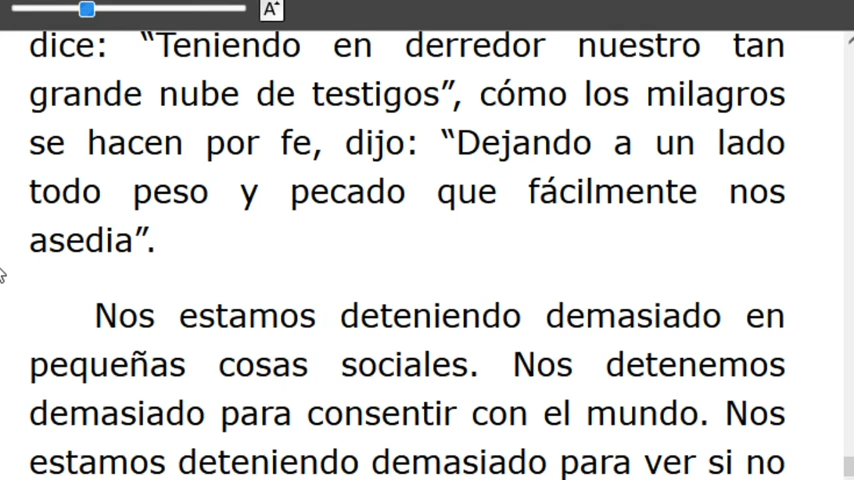 A
dice: “Teniendo en derredor nuestro tan
grande nube de testigos”, cómo los milagros
se hacen por fe, dijo: “Dejando a un lado
todo peso y pecado que fácilmente nos
asedia”.
Nos estamos deteniendo demasiado en
pequeñas cosas sociales. Nos detenemos
demasiado para consentir con el mundo. Nos
estamos deteniendo demasiado para ver si no